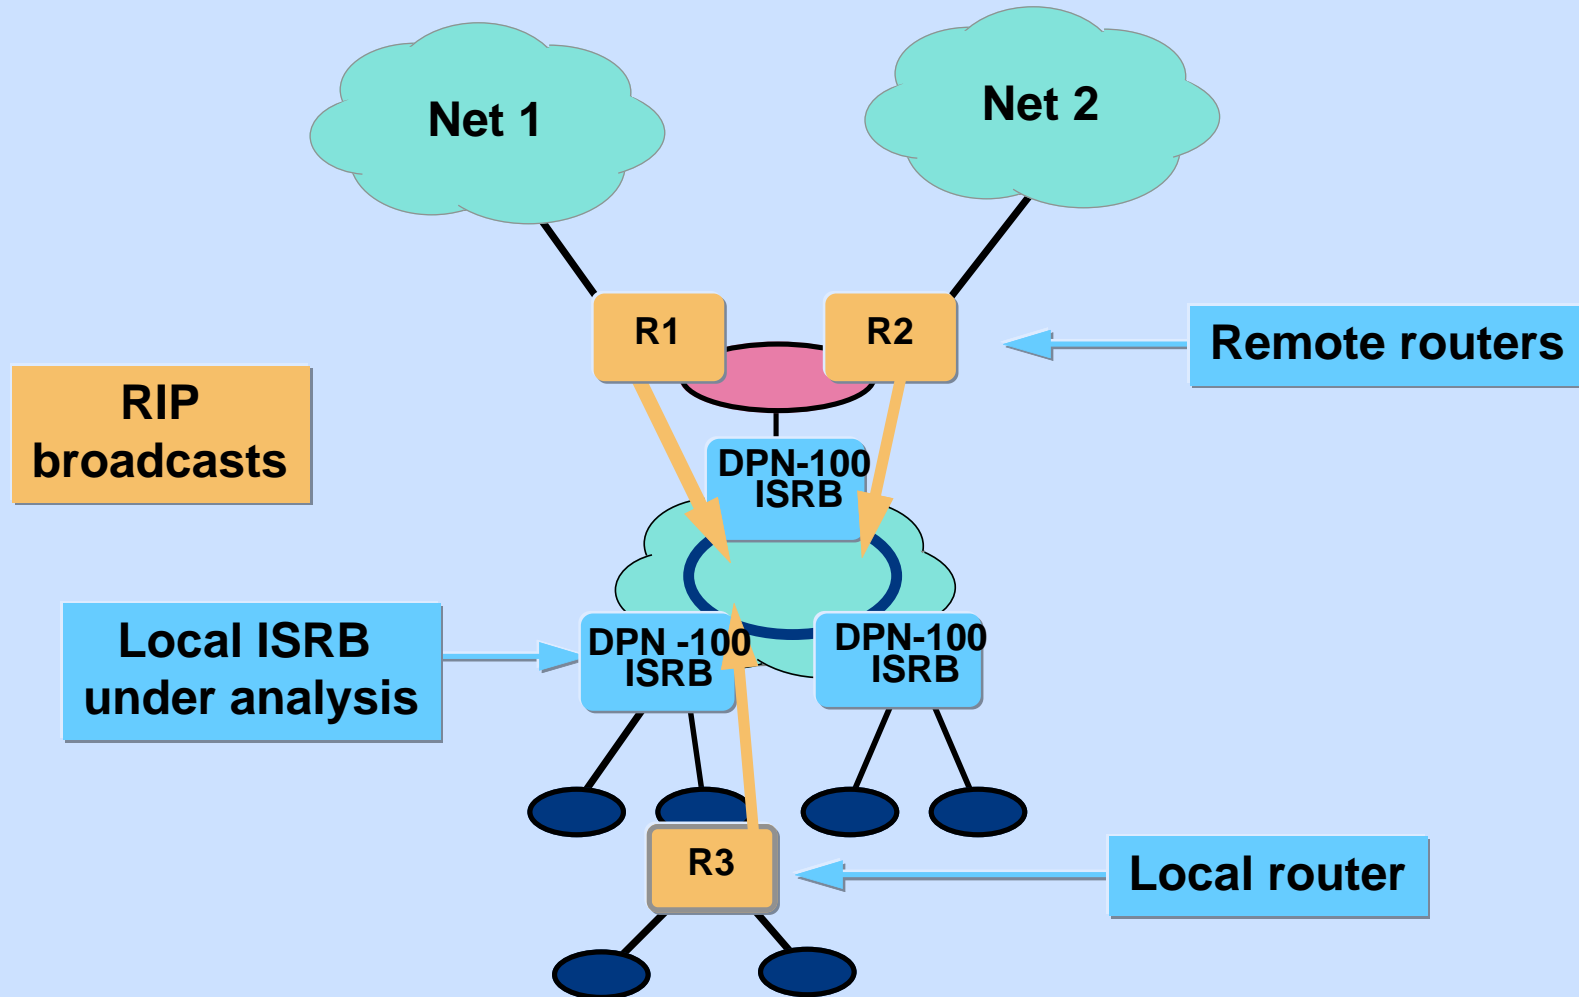 Net 1
Net 2
R1
R2
Remote routers
RIP
broadcasts
DPN-100
ISRB
Local ISRB
under analysis
DPN -100
ISRB
DPN-100
ISRB
R3
Local router